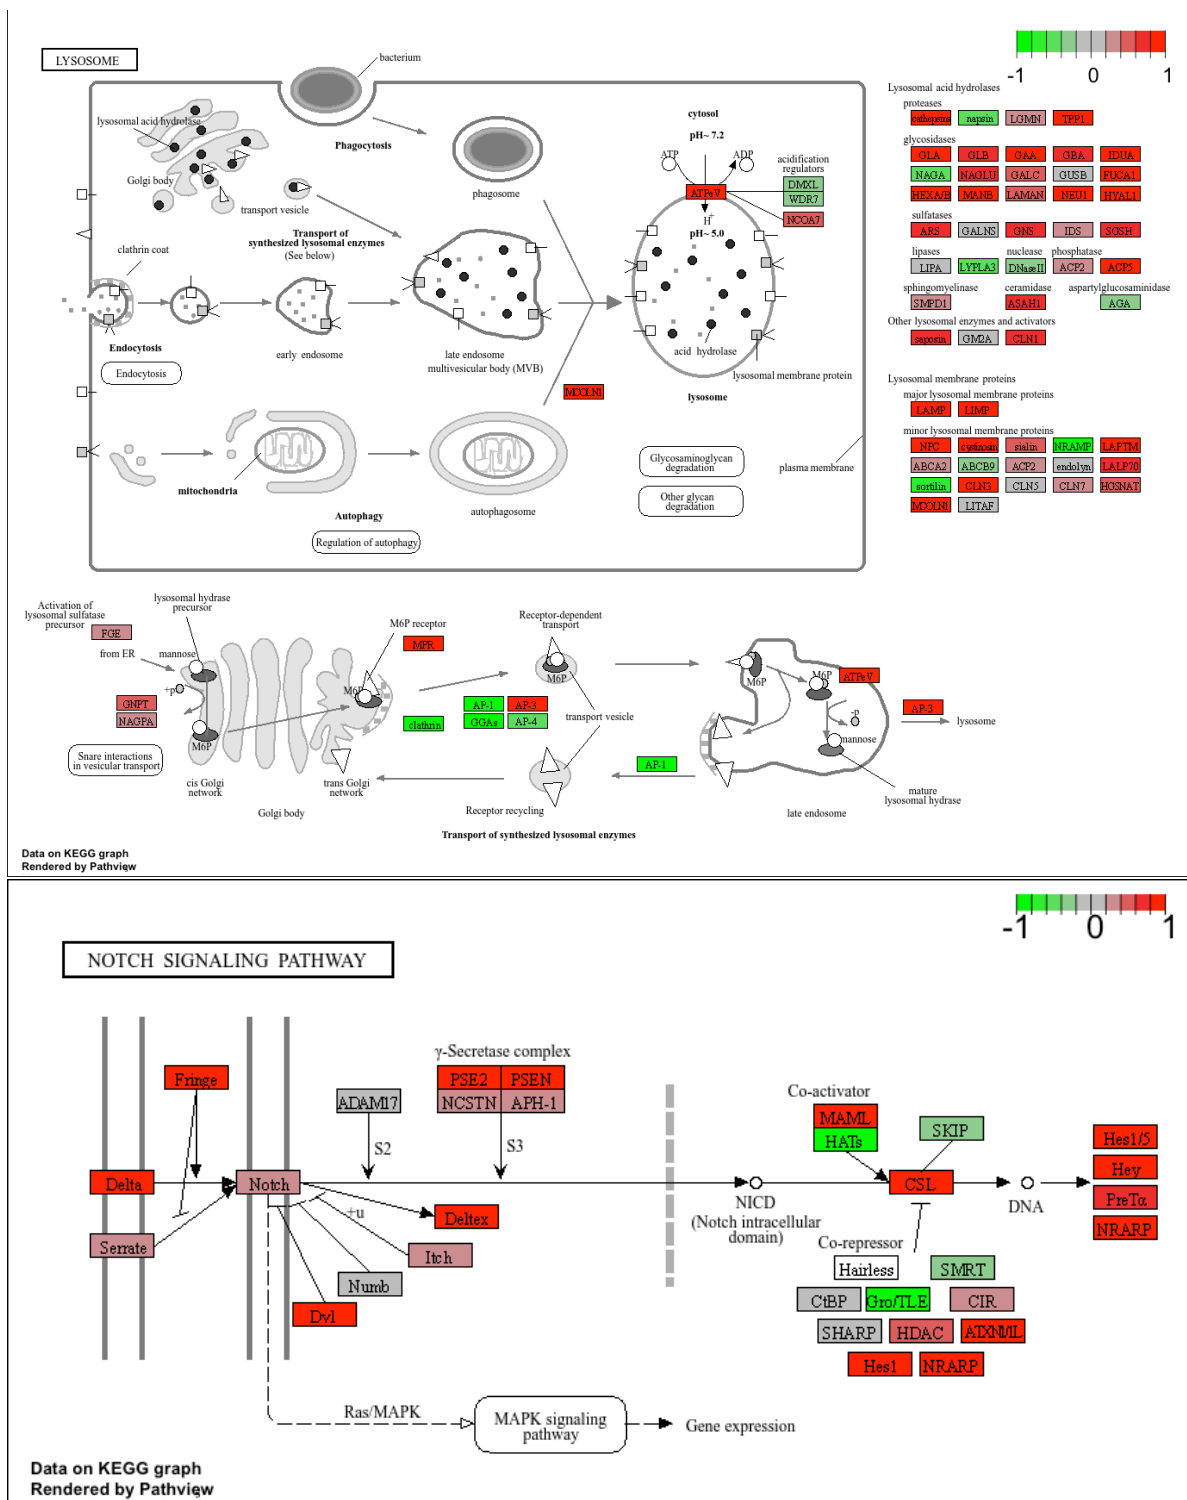 LYSOSOME
-1 0 1
bacterium
lysosomal acid hydrolase
Golgi body
Phagocytosis
phagosome
transport vesicle
Transport of
synthesized lysosomal enzymes
(See below)
clathrin coat
Endocytosis
Endocytosis
early endosome
late endosome
multivesicular body (MVB)
cytosol
pH~ 7.2
ATP ADP
ATPeV
H+
pH~ 5.0
acidification
regulators
DMXL
WDR7
NCOA7
acid hydrolase
lysosomal membrane protein
lysosome
MCOLN1
mitochondria
Autophagy
Regulation of autophagy
autophagosome
Glycosaminoglycan
degradation
Other glycan
degradation
plasma membrane
Lysosomal acid hydrolases
proteases
cathepsins napsin LGMN TPP1
glycosidases
GLA GLB GAA GBA IDUA
NAGA NAGLU GALC GUSB FUCA1
HEXA/B MANB LAMAN NEU1 HYAL1
sulfatases
ARS GALNS GNS IDS SGSH
lipases nuclease phosphatase
LIPA LYPLA3 DNaseII ACP2 ACP5
sphingomyelinase ceramidase aspartylglucosaminidase
SMPD1 ASAH1 AGA
Other lysosomal enzymes and activators
saposin GM2A CLN1
Lysosomal membrane proteins
major lysosomal membrane proteins
LAMP LIMP
minor lysosomal membrane proteins
NPC cystinosin sialin NRAMP LAPTM
ABCA2 ABCB9 ACP2 endolyn LALP70
sortilin CLN3 CLN5 CLN7 HGSNAT
MCOLN1 LITAF
Activation of
lysosomal sulfatase
precursor
FGE
lysosomal hydrase
precursor
from ER
mannose
+p
GNPT
NAGPA
M6P
Snare interactions
in vesicular transport
cis Golgi
network
Golgi body
trans Golgi
network
M6P
M6P receptor
MPR
clathrin
AP-1 AP-3
GGAs AP-4
Receptor-dependent
transport
M6P
transport vesicle
Receptor recycling
AP-1
M6P
M6P
ATPeV
-p
mannose
AP-3
lysosome
mature
lysosomal hydrase
late endosome
Transport of synthesized lysosomal enzymes
Data on KEGG graph
Rendered by Pathview
-1 0 1
NOTCH SIGNALING PATHWAY
Fringe
Delta
Serrate
Notch
ADAM17
S2
γ-Secretase complex
PSE2 PSEN
NCSTN APH-1
S3
+u
Deltex
Itch
Numb
Dvl
NICD
(Notch intracellular
domain)
Co-activator
MAML
HATs
SKIP
CSL
DNA
Hes1/5
Hey
PreTα
NRARP
Co-repressor
Hairless SMRT
CtBP Gro/TLE CIR
SHARP HDAC ATXN1/1L
Hes1 NRARP
Ras/MAPK
MAPK signaling
pathway
Gene expression
Data on KEGG graph
Rendered by Pathview